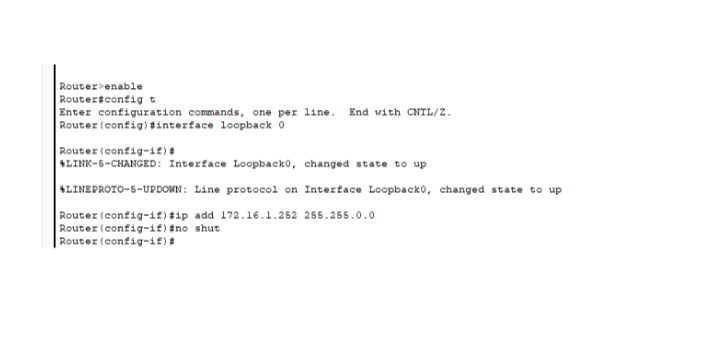 Router>enable
Router#config t
Enter configuration commands, one per line.  End with CNTL/Z.
Router(config)#interface loopback 0
Router(config-if)#
%LINK-5-CHANGED: Interface Loopback0, changed state to up
%LINEPROTO-5-UPDOWN: Line protocol on Interface Loopback0, changed state to up
Router(config-if)#ip add 172.16.1.252 255.255.0.0
Router(config-if)#no shut
Router(config-if)#